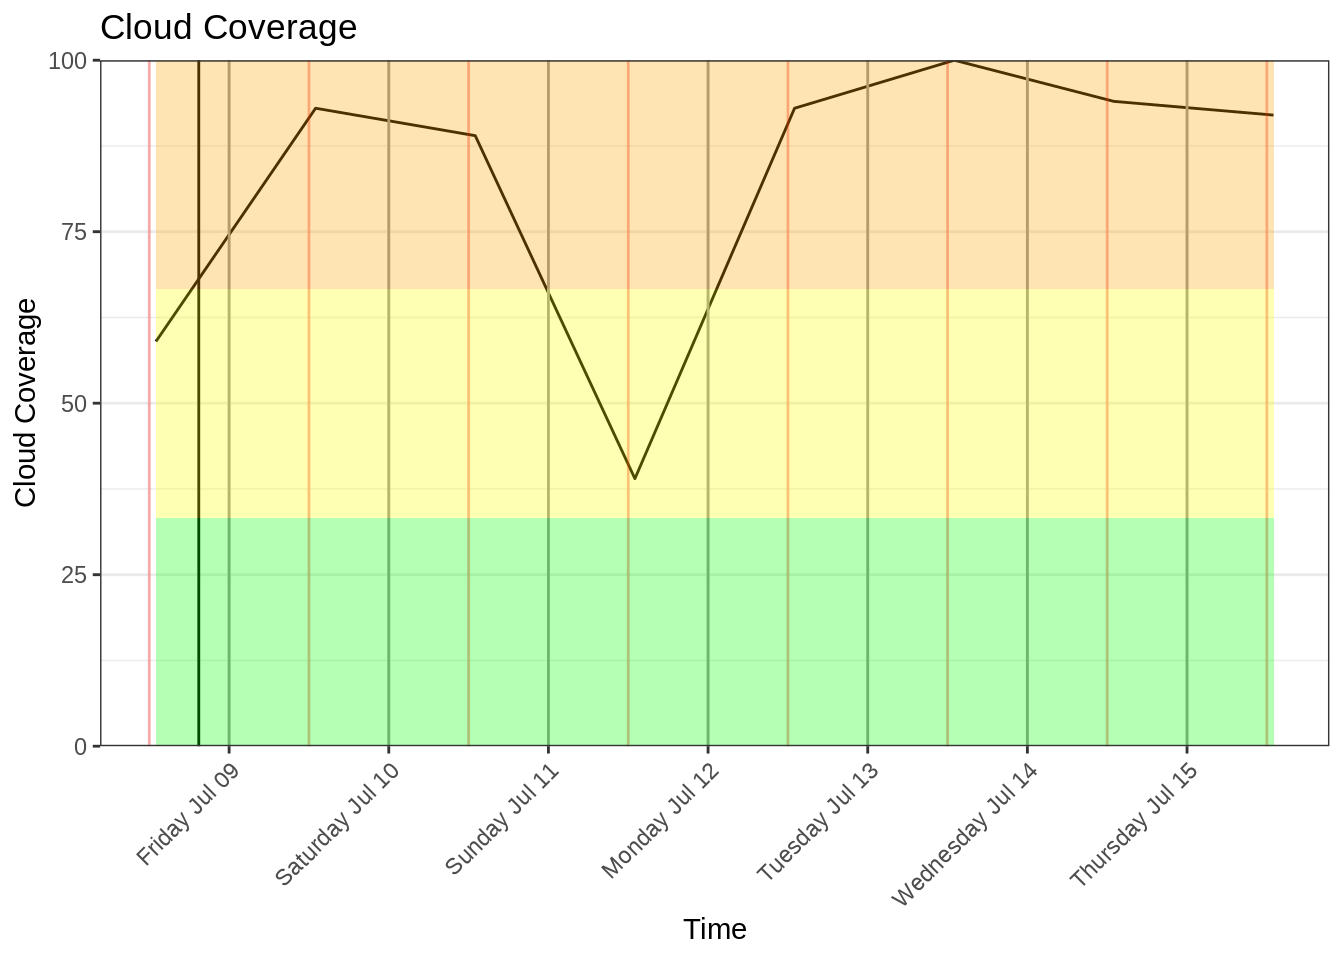 Cloud Coverage
Cloud Coverage
100
75
50
25
0
Friday Jul 09
Saturday Jul 10
Sunday Jul 11
Monday Jul 12
Tuesday Jul 13
Wednesday Jul 14
Thursday Jul 15
Time